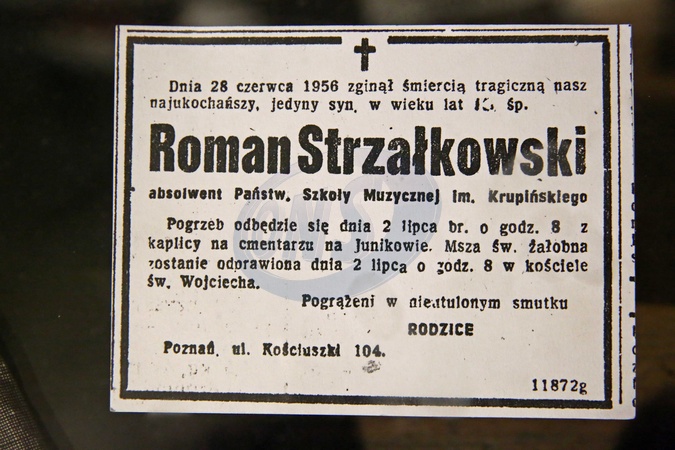 Dnia 28 czerwca 1956 zginął śmiercią tragiczną nasz
najukochańszy, jedyny syn, w wieku lat śp.
Roman Strzałkowski
absolwent Państw. Szkoły Muzycznej im. Krupińskiego
Pogrzeb odbędzie się dnia 2 lipca br. o godz. 8 z
kaplicy na cmentarzu na Junikowie. Msza św. żałobna
zostanie odprawiona dnia 2 lipca o godz. 8 w kościele
św. Wojciecha.
Pogrążeni w nieutulonym smutku
RODZICE
Poznań, ul. Kościuszki 104.
11872g